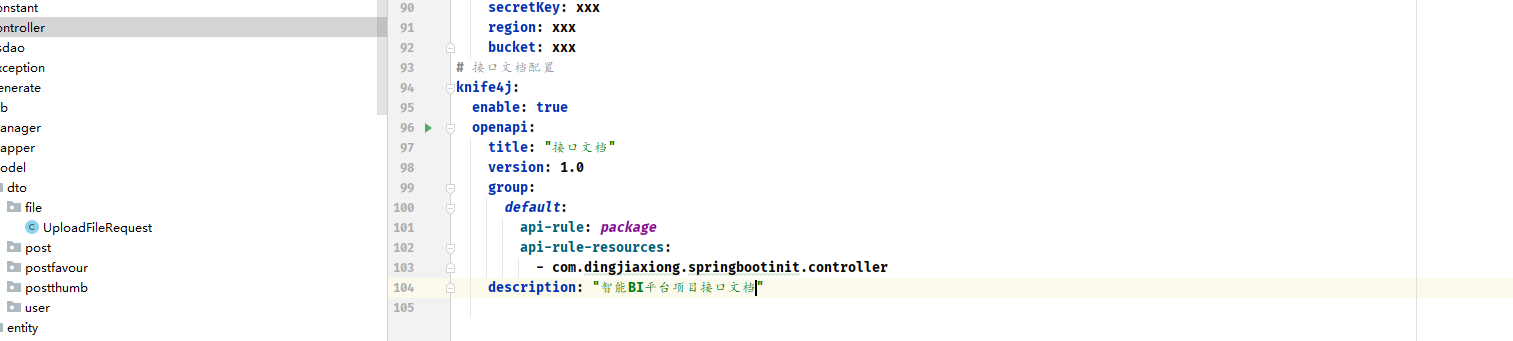 onstant
ontroller
sdao
xception
enerate
b
anager
apper
odel
dto
file
UploadFileRequest
post
postfavour
postthumb
user
entity
90 secretKey: xxx
91 region: xxx
92 bucket: xxx
93 # 接口文档配置
94 knife4j:
95 enable: true
96 openapi:
97 title: "接口文档"
98 version: 1.0
99 group:
100 default:
101 api-rule: package
102 api-rule-resources:
103 - com.dingjiaxiong.springbootinit.controller
104 description: "智能BI平台项目接口文档"
105